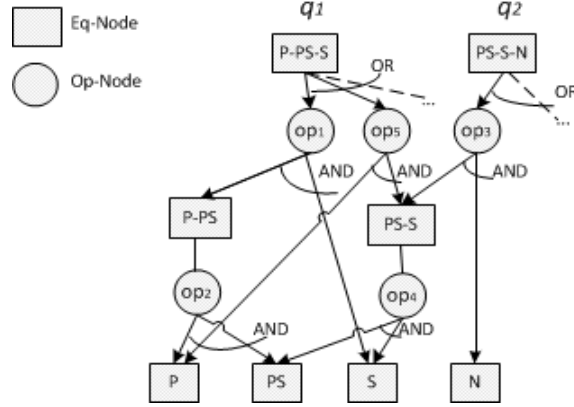 q1 q2
Eq-Node
P-PS-S PS-S-N
OR
Op-Node OR
... ...
op1 op5 op3
AND AND AND
P-PS PS-S
op2 op4
AND AND
P PS S N